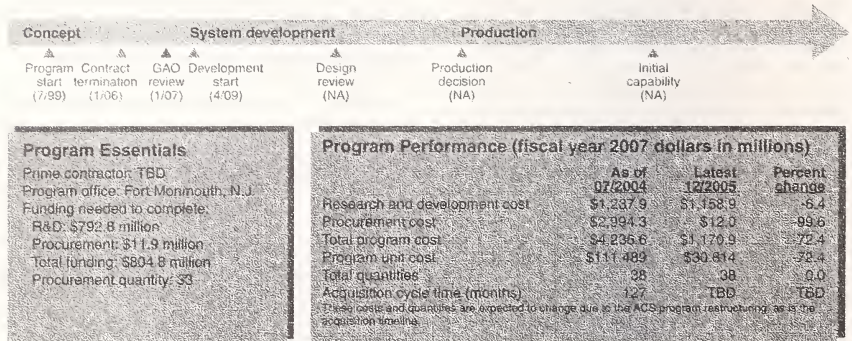 Concept System development Production
Program start (7/99) Contract termination (1/06) GAO review (1/07) Development start (4/09) Design review (NA) Production decision (NA) Initial capability (NA)
Program Essentials
Prime contractor: TBD
Program office: Fort Monmouth, N.J.
Funding needed to complete:
R&D: $792.8 million
Procurement: $11.9 million
Total funding: $804.8 million
Procurement quantity: 33
Program Performance (fiscal year 2007 dollars in millions)
As of 07/2004 Latest 12/2005 Percent change
Research and development cost $1,237.9 $1,158.9 -6.4
Procurement cost $2,994.3 $12.0 -99.6
Total program cost $4,236.6 $1,170.9 -72.4
Program unit cost $111.489 $30.814 -72.4
Total quantities 38 38 0.0
Acquisition cycle time (months) 127 TBD TBD
These costs and quantities are expected to change due to the ACS program restructuring, as is the
acquisition timeline.